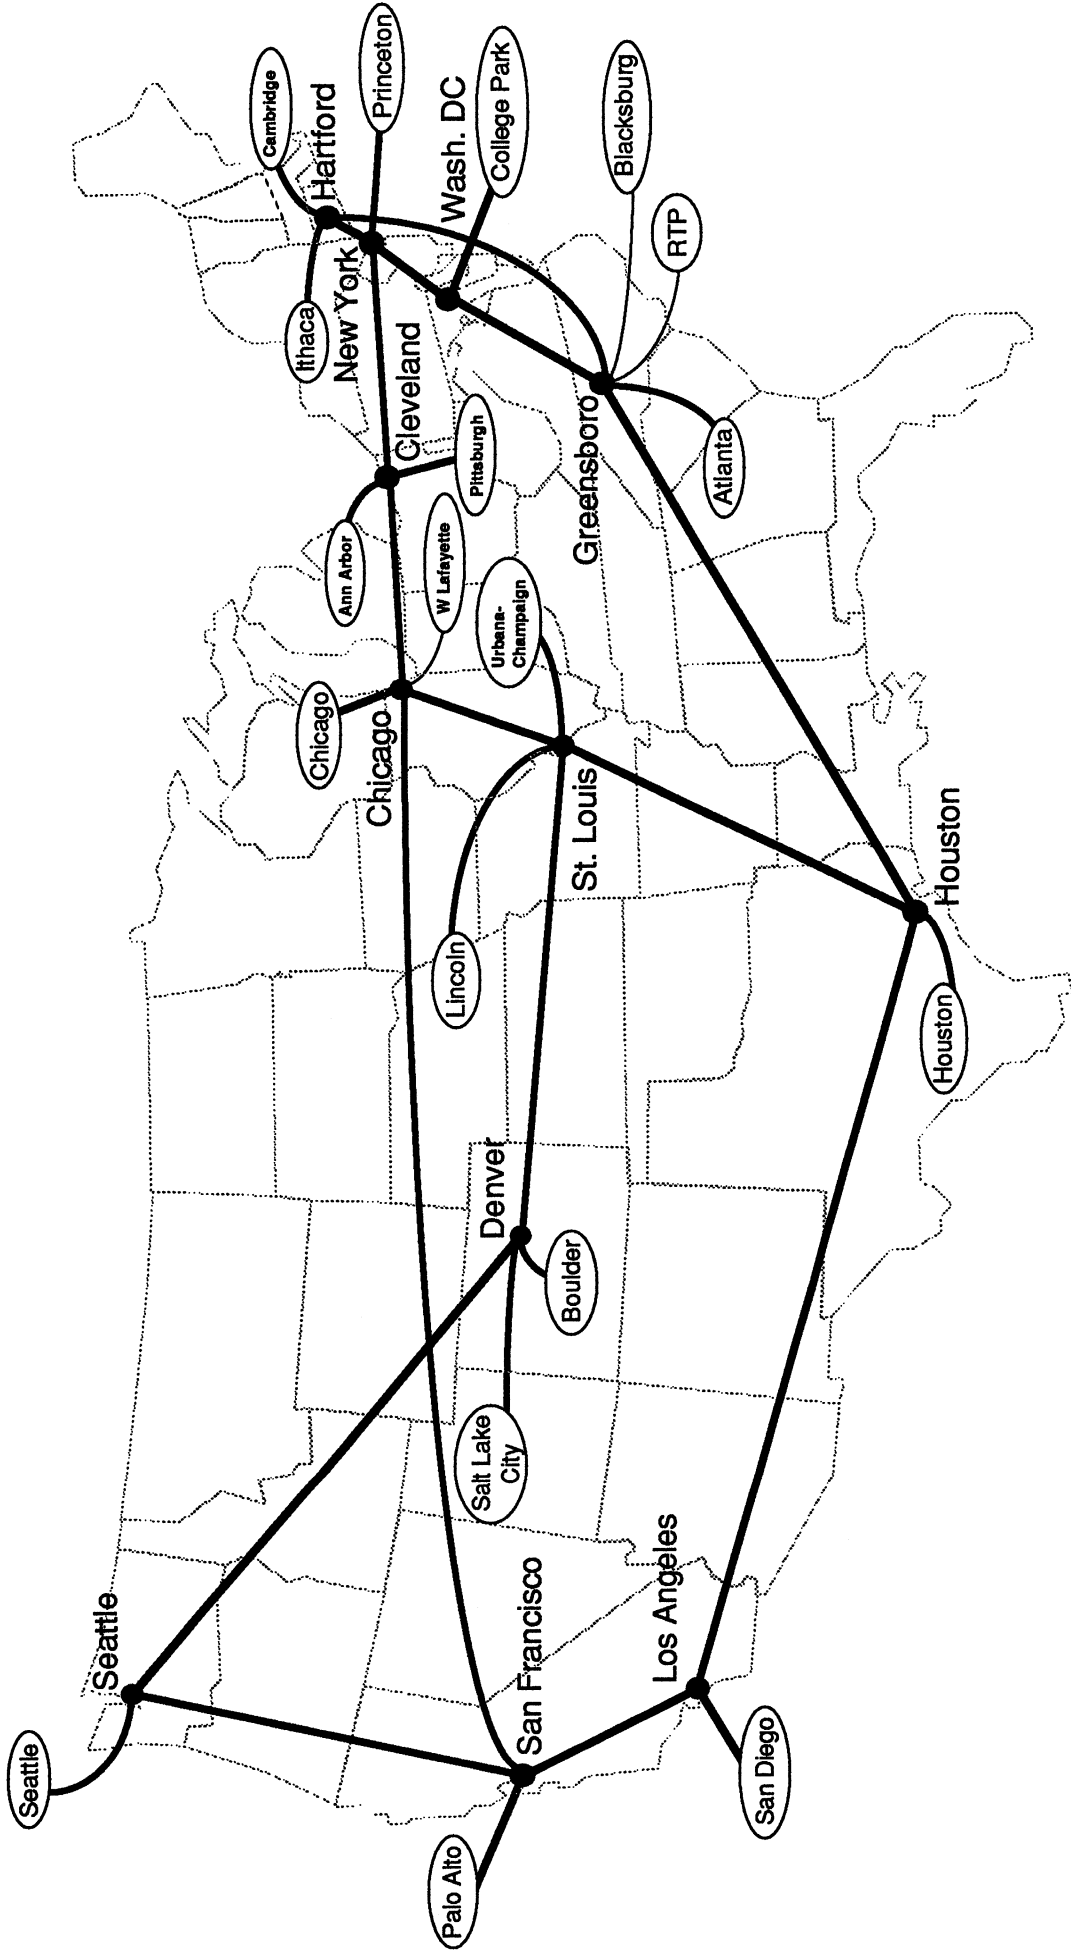 Seattle
Seattle
Palo Alto
San Francisco
Los Angeles
San Diego
Salt Lake
City
Denver
Boulder
Lincoln
Houston
Houston
St. Louis
Chicago
Chicago
Urbana-
Champaign
W Lafayette
Ann Arbor
Cleveland
Pittsburgh
Greensboro
Atlanta
Ithaca
New York
Hartford
Cambridge
Princeton
Wash. DC
College Park
Blacksburg
RTP